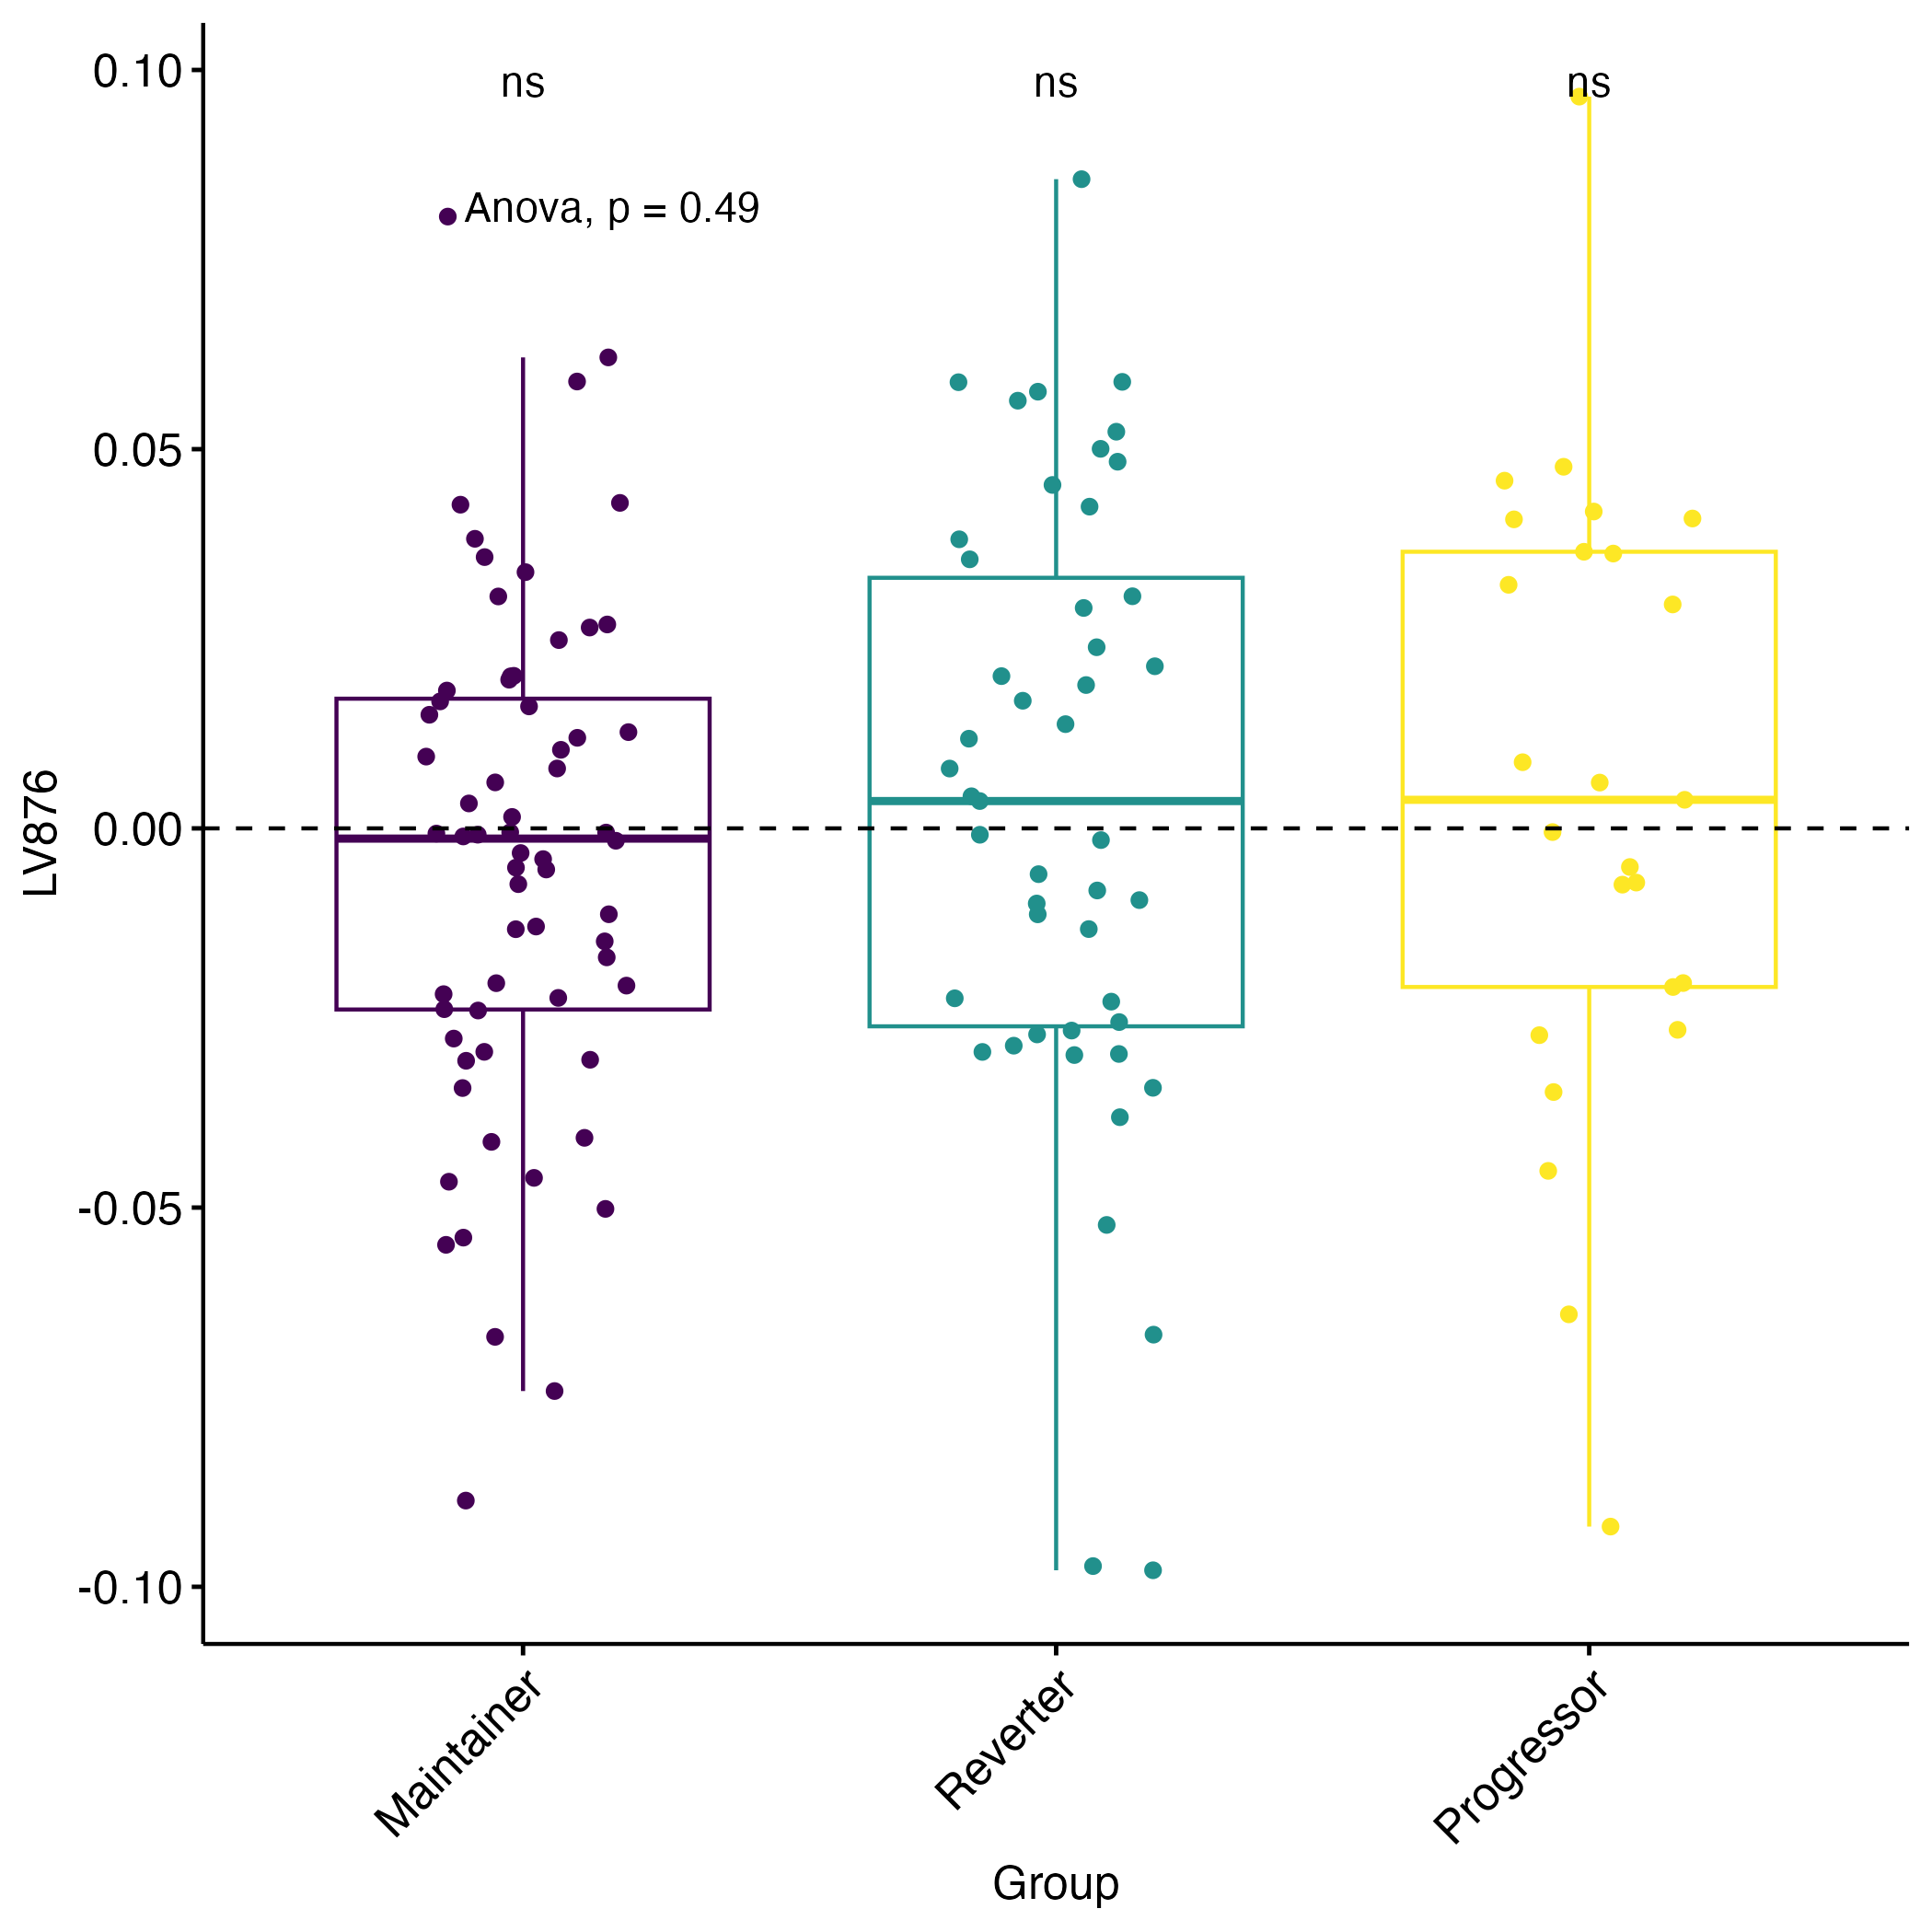 ns ns ns
Anova, p = 0.49
0.10
0.05
0.00
-0.05
-0.10
LV876
Maintainer
Reverter
Progressor
Group